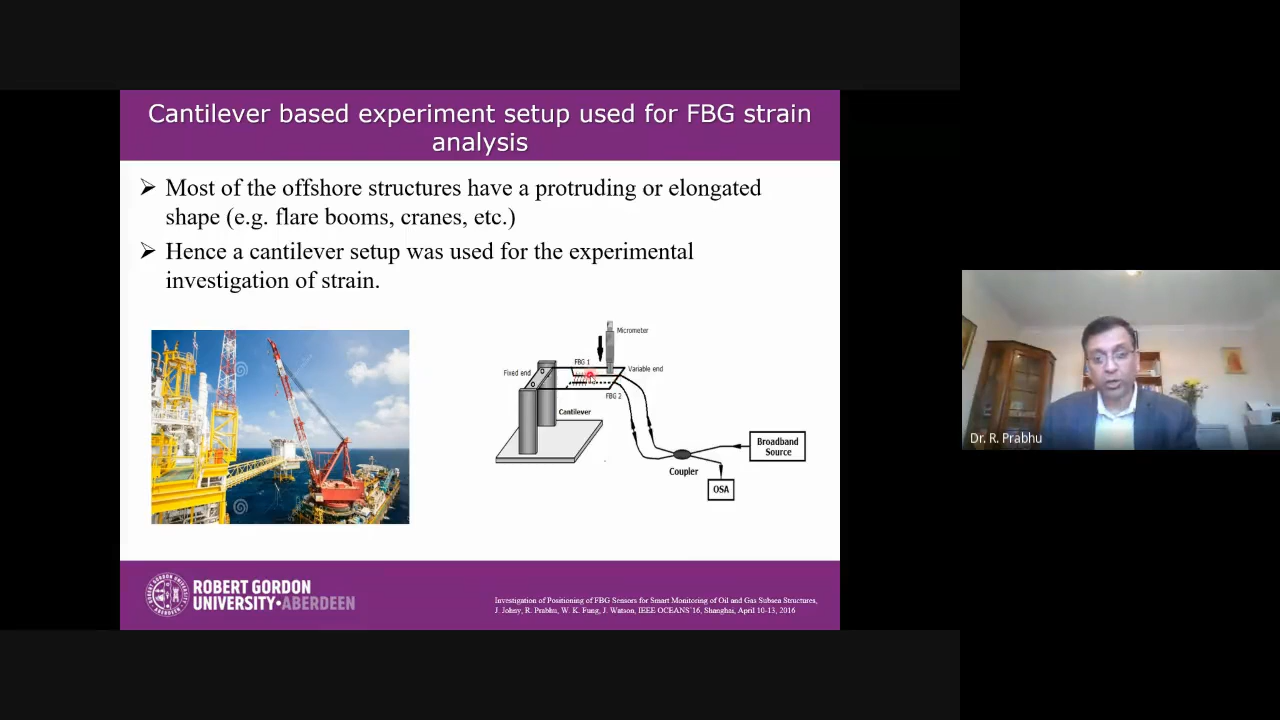 Cantilever based experiment setup used for FBG strain
analysis
➢ Most of the offshore structures have a protruding or elongated
shape (e.g. flare booms, cranes, etc.)
➢ Hence a cantilever setup was used for the experimental
investigation of strain.
Micrometer
FBG 1
Fixed end
Variable end
FBG 2
Cantilever
Broadband
Source
Coupler
OSA
Dr. R. Prabhu
ROBERT GORDON
UNIVERSITY•ABERDEEN
Investigation of Positioning of FBG Sensors for Smart Monitoring of Oil and Gas Subsea Structures,
J. Johny, R. Prabhu, W. K. Fung, J. Watson, IEEE OCEANS'16, Shanghai, April 10-13, 2016